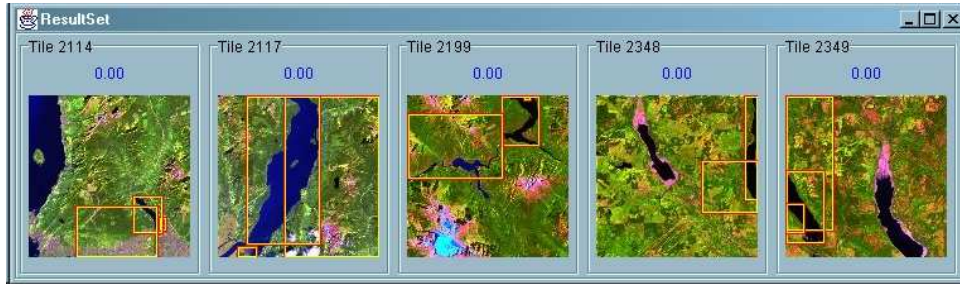 ResultSet
Tile 2114
Tile 2117
Tile 2199
Tile 2348
Tile 2349
0.00
0.00
0.00
0.00
0.00